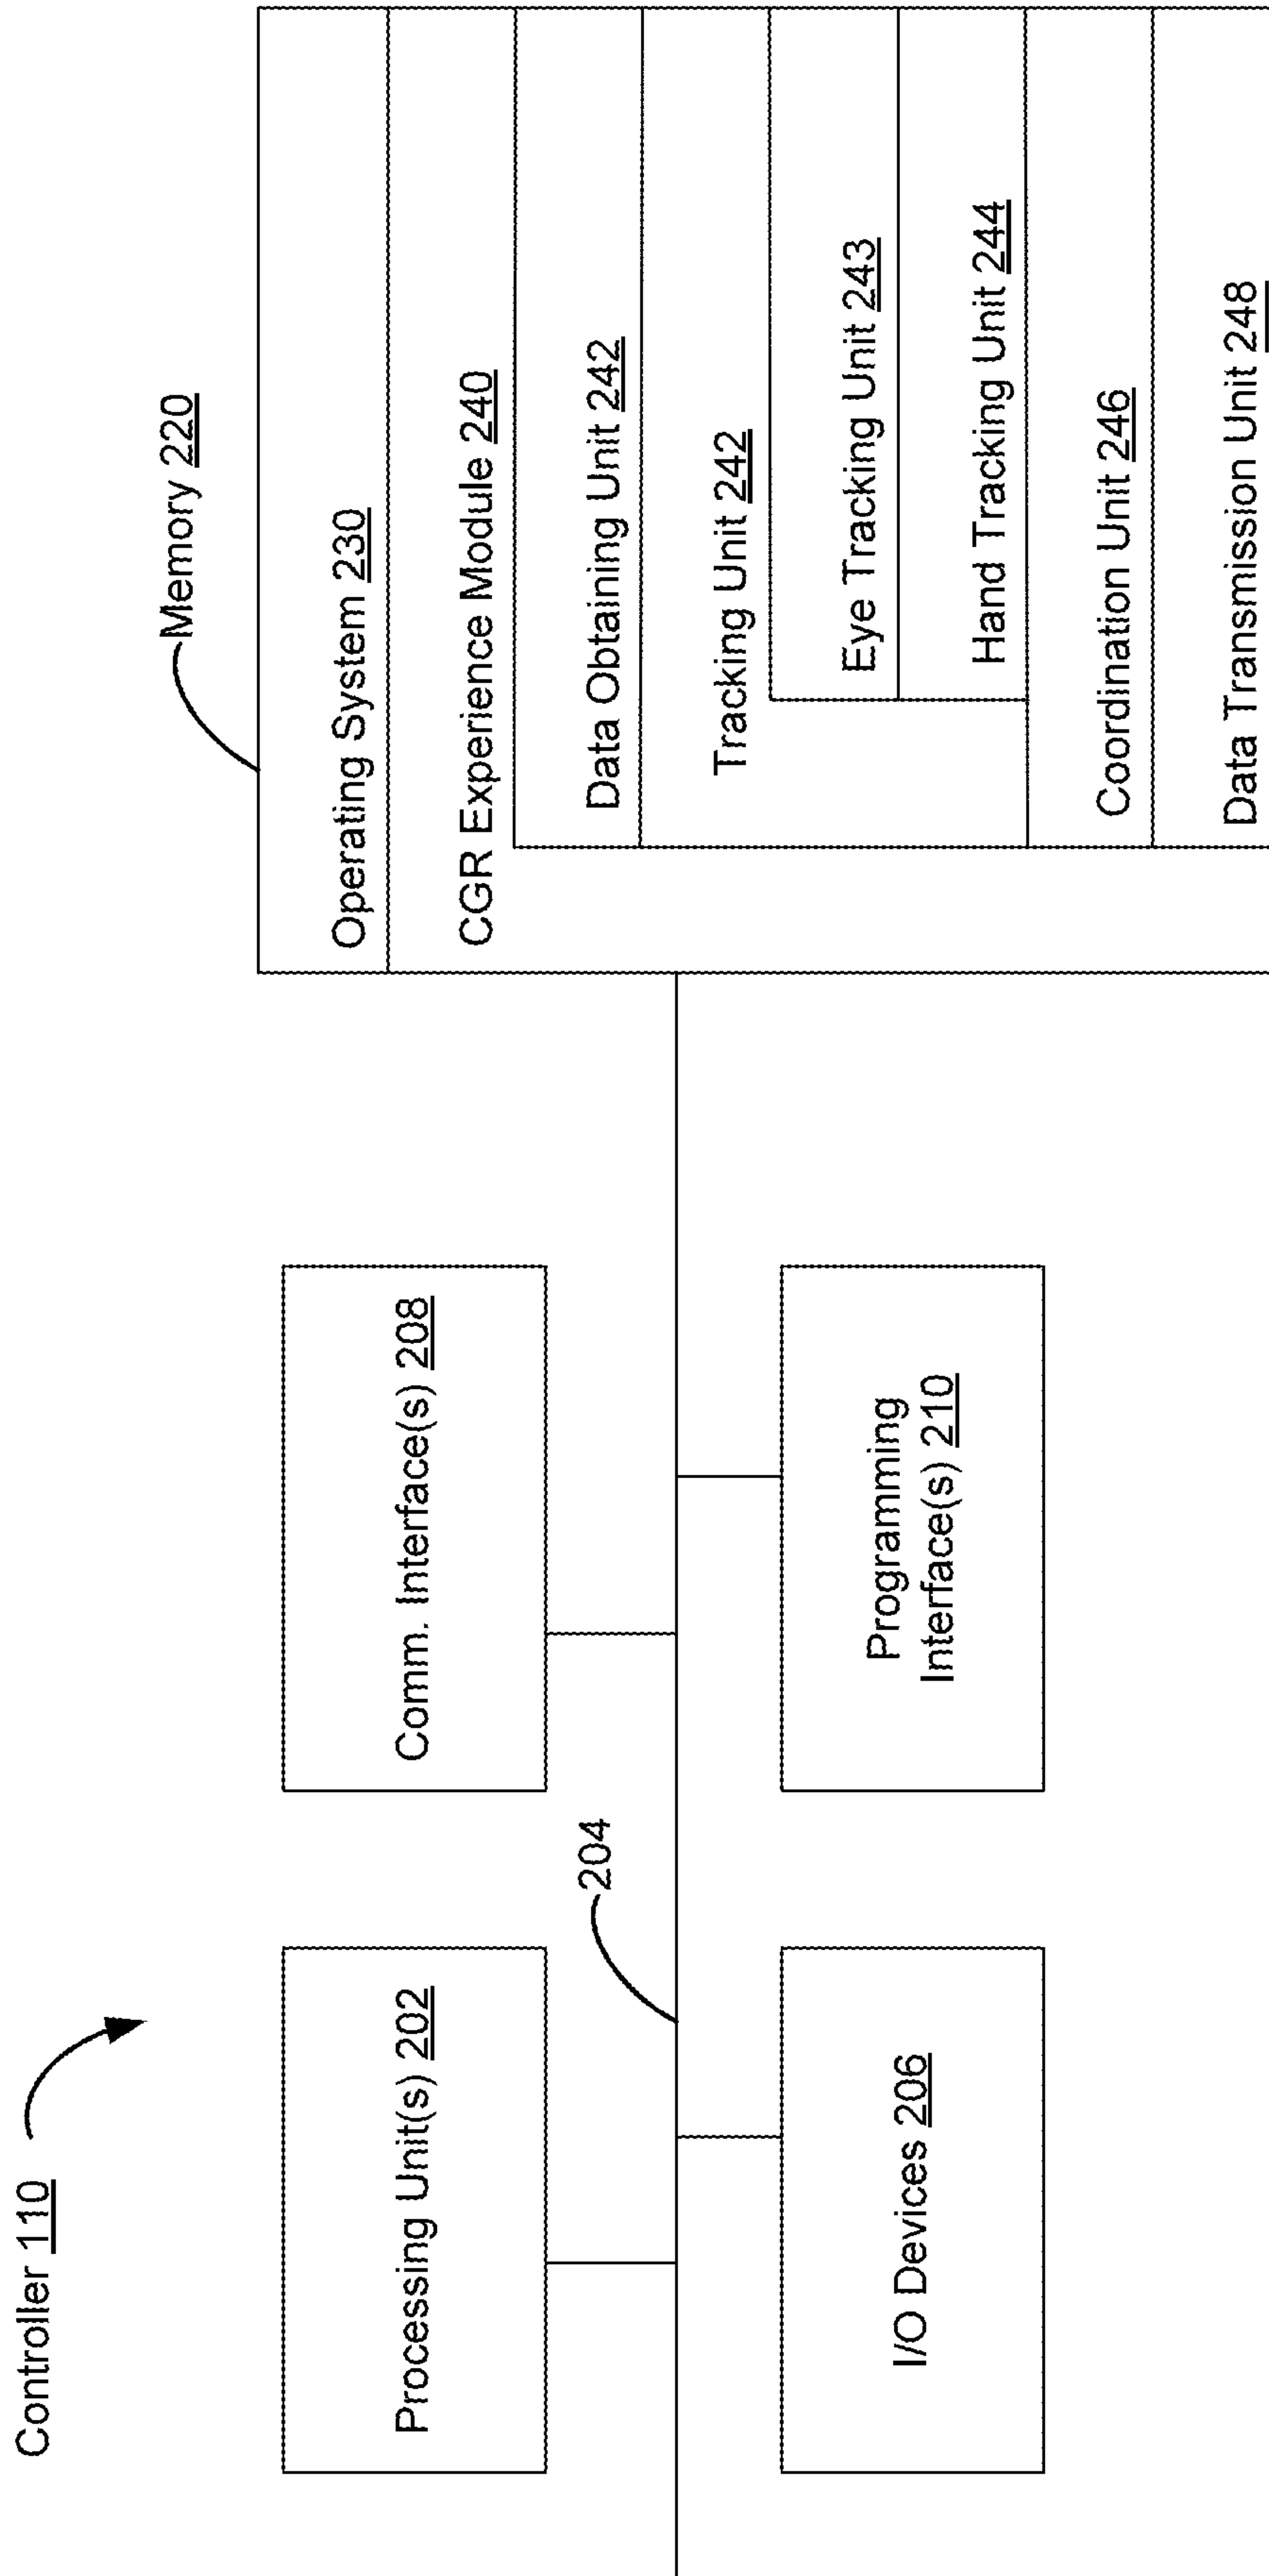 Controller 110
Memory 220
Processing Unit(s) 202
Comm. Interface(s) 208
204
I/O Devices 206
Programming
Interface(s) 210
Operating System 230
CGR Experience Module 240
Data Obtaining Unit 242
Tracking Unit 242
Eye Tracking Unit 243
Hand Tracking Unit 244
Coordination Unit 246
Data Transmission Unit 248